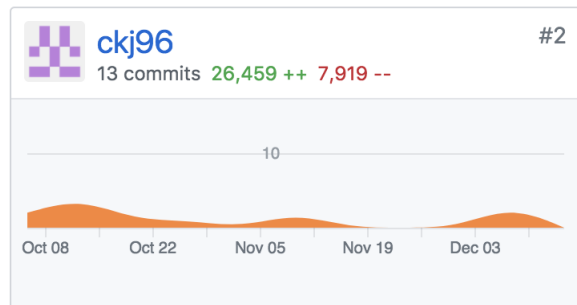 ckj96 #2
13 commits 26,459 ++ 7,919 --
10
Oct 08 Oct 22 Nov 05 Nov 19 Dec 03